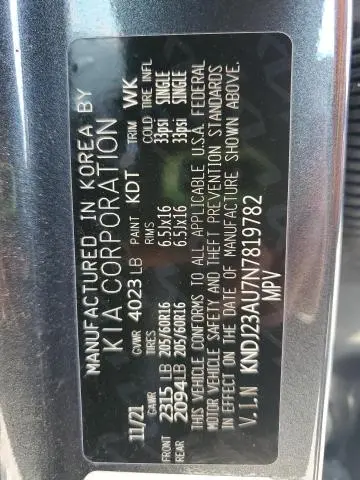 MANUFACTURED IN KOREA BY
KIA CORPORATION
11/21 GVWR 4023 LB PAINT KDT TRIM WK
GAWR TIRES RIMS COLD TIRE INFL
FRONT 2315 LB 205/60R16 6.5Jx16 33psi SINGLE
REAR 2094 LB 205/60R16 6.5Jx16 33psi SINGLE
THIS VEHICLE CONFORMS TO ALL APPLICABLE U.S.A. FEDERAL
MOTOR VEHICLE SAFETY AND THEFT PREVENTION STANDARDS
IN EFFECT ON THE DATE OF MANUFACTURE SHOWN ABOVE.
V.I.N KNDJ23AU7N7819782
MPV